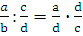 a/b : c/d = a/d · d/c